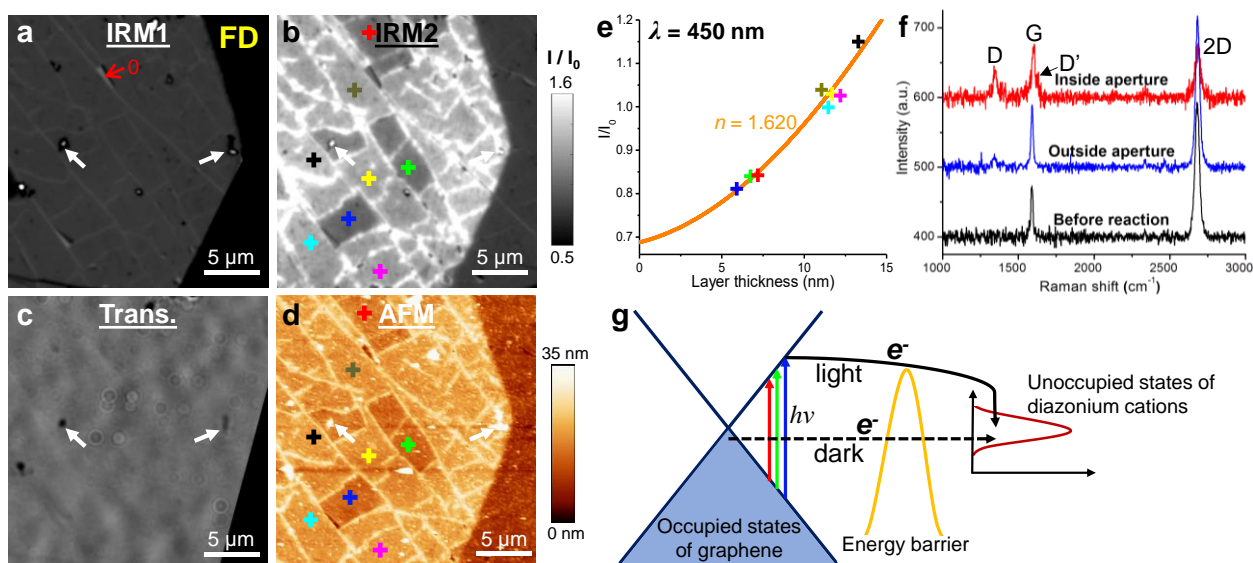 a IRM1 FD
0
5 µm
b IRM2
5 µm
I / I0
1.6
0.5
c Trans.
5 µm
d AFM
5 µm
35 nm
0 nm
e λ = 450 nm
I/I0
1.2
1.1
1.0
0.9
0.8
0.7
n = 1.620
0 5 10 15
Layer thickness (nm)
f
Intensity (a.u.)
700
600
500
400
D G D’ 2D
Inside aperture
Outside aperture
Before reaction
1000 1500 2000 2500 3000
Raman shift (cm-1)
g
e-
light
hν
e-
dark
Unoccupied states of
diazonium cations
Occupied states
of graphene
Energy barrier